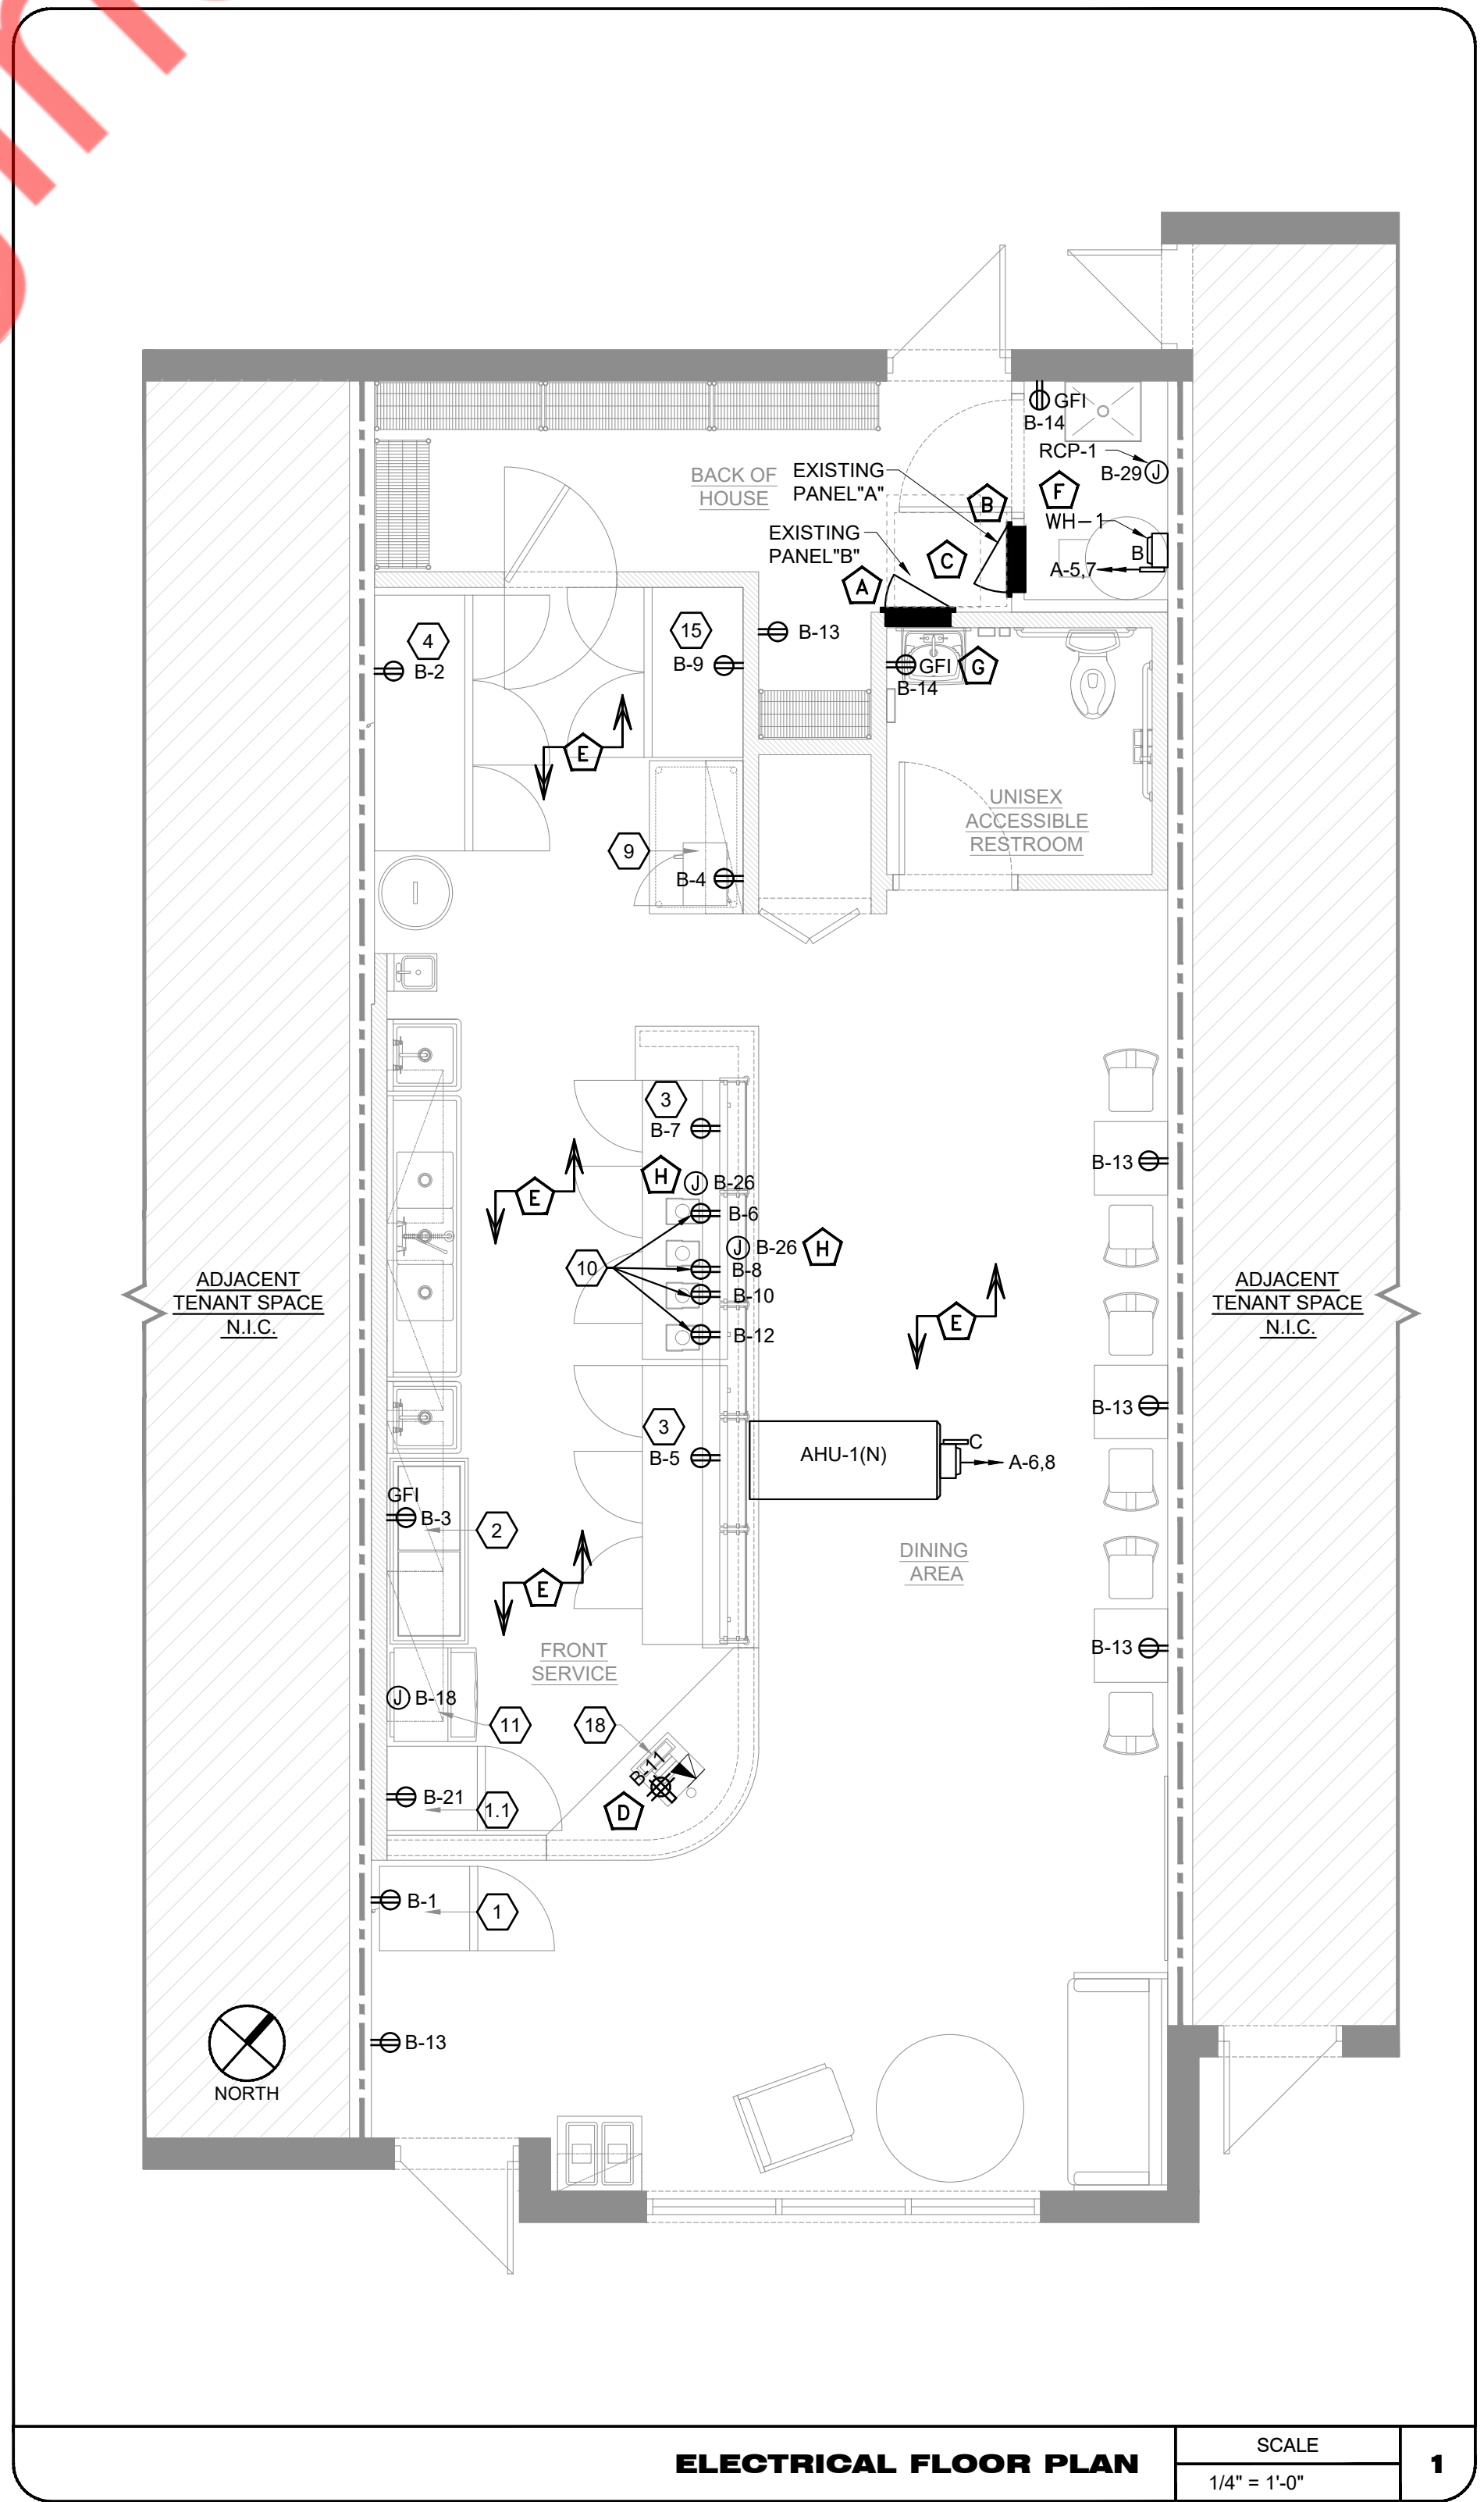 GFI
B-14
RCP-1
B-29 J
BACK OF
HOUSE
EXISTING
PANEL"A"
B
F
WH-1
EXISTING
PANEL"B"
C
B
A-5,7
A
4
B-2
15
B-9
B-13
GFI
G
B-14
E
UNISEX
ACCESSIBLE
RESTROOM
9
B-4
3
B-7
B-13
H
J B-26
E
B-6
J B-26 H
10
B-8
B-10
B-12
E
ADJACENT
TENANT SPACE
N.I.C.
ADJACENT
TENANT SPACE
N.I.C.
B-13
3
B-5
AHU-1(N)
C
A-6,8
GFI
B-3
2
DINING
AREA
E
FRONT
SERVICE
B-13
J B-18
11
18
B-11
B-21
1.1
D
B-1
1
B-13
NORTH
ELECTRICAL FLOOR PLAN
SCALE
1/4" = 1'-0"
1